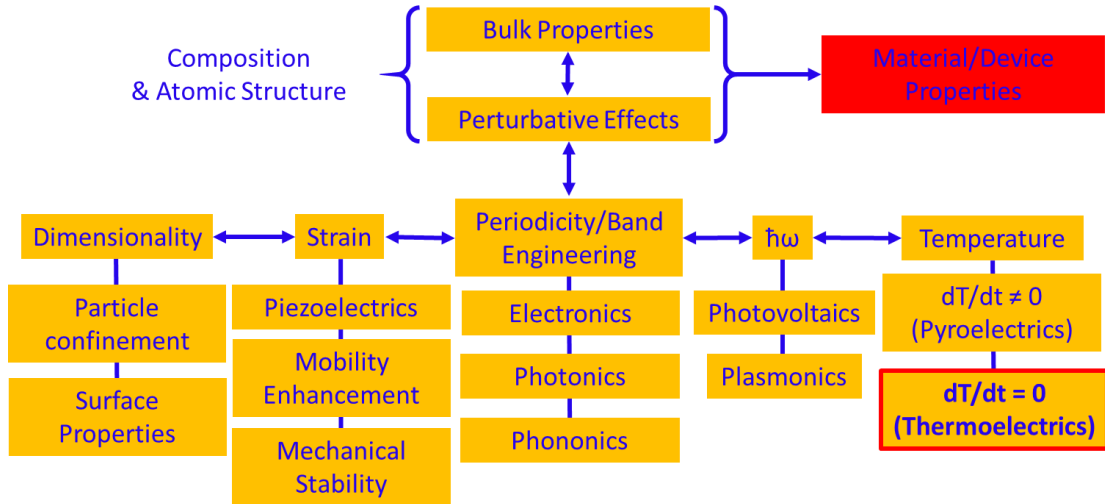 Composition
& Atomic Structure
Bulk Properties
Perturbative Effects
Material/Device
Properties
Dimensionality
Strain
Periodicity/Band
Engineering
ħω
Temperature
Particle
confinement
Surface
Properties
Piezoelectrics
Mobility
Enhancement
Mechanical
Stability
Electronics
Photonics
Phononics
Photovoltaics
Plasmonics
dT/dt ≠ 0
(Pyroelectrics)
dT/dt = 0
(Thermoelectrics)